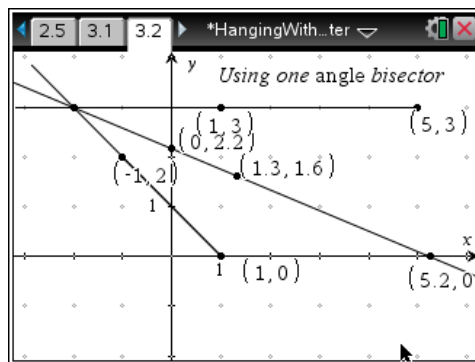 2.5 3.1 3.2 *HangingWith...ter
y
Using one angle bisector
(1,3) (5,3)
(0,2.2)
(1.3,1.6)
(-1,2)
1
x
1 (1,0) (5.2,0